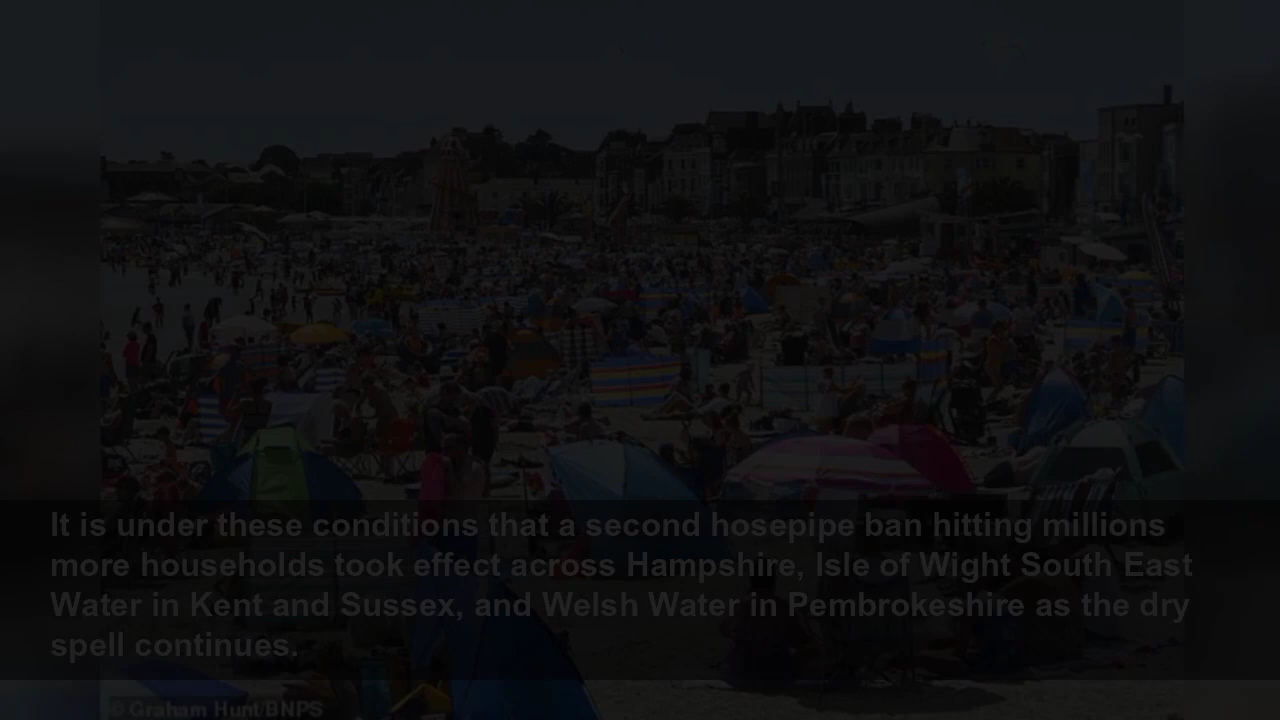 It is under these conditions that a second hosepipe ban hitting millions
more households took effect across Hampshire, Isle of Wight South East
Water in Kent and Sussex, and Welsh Water in Pembrokeshire as the dry
spell continues.
© Graham Hunt/BNPS